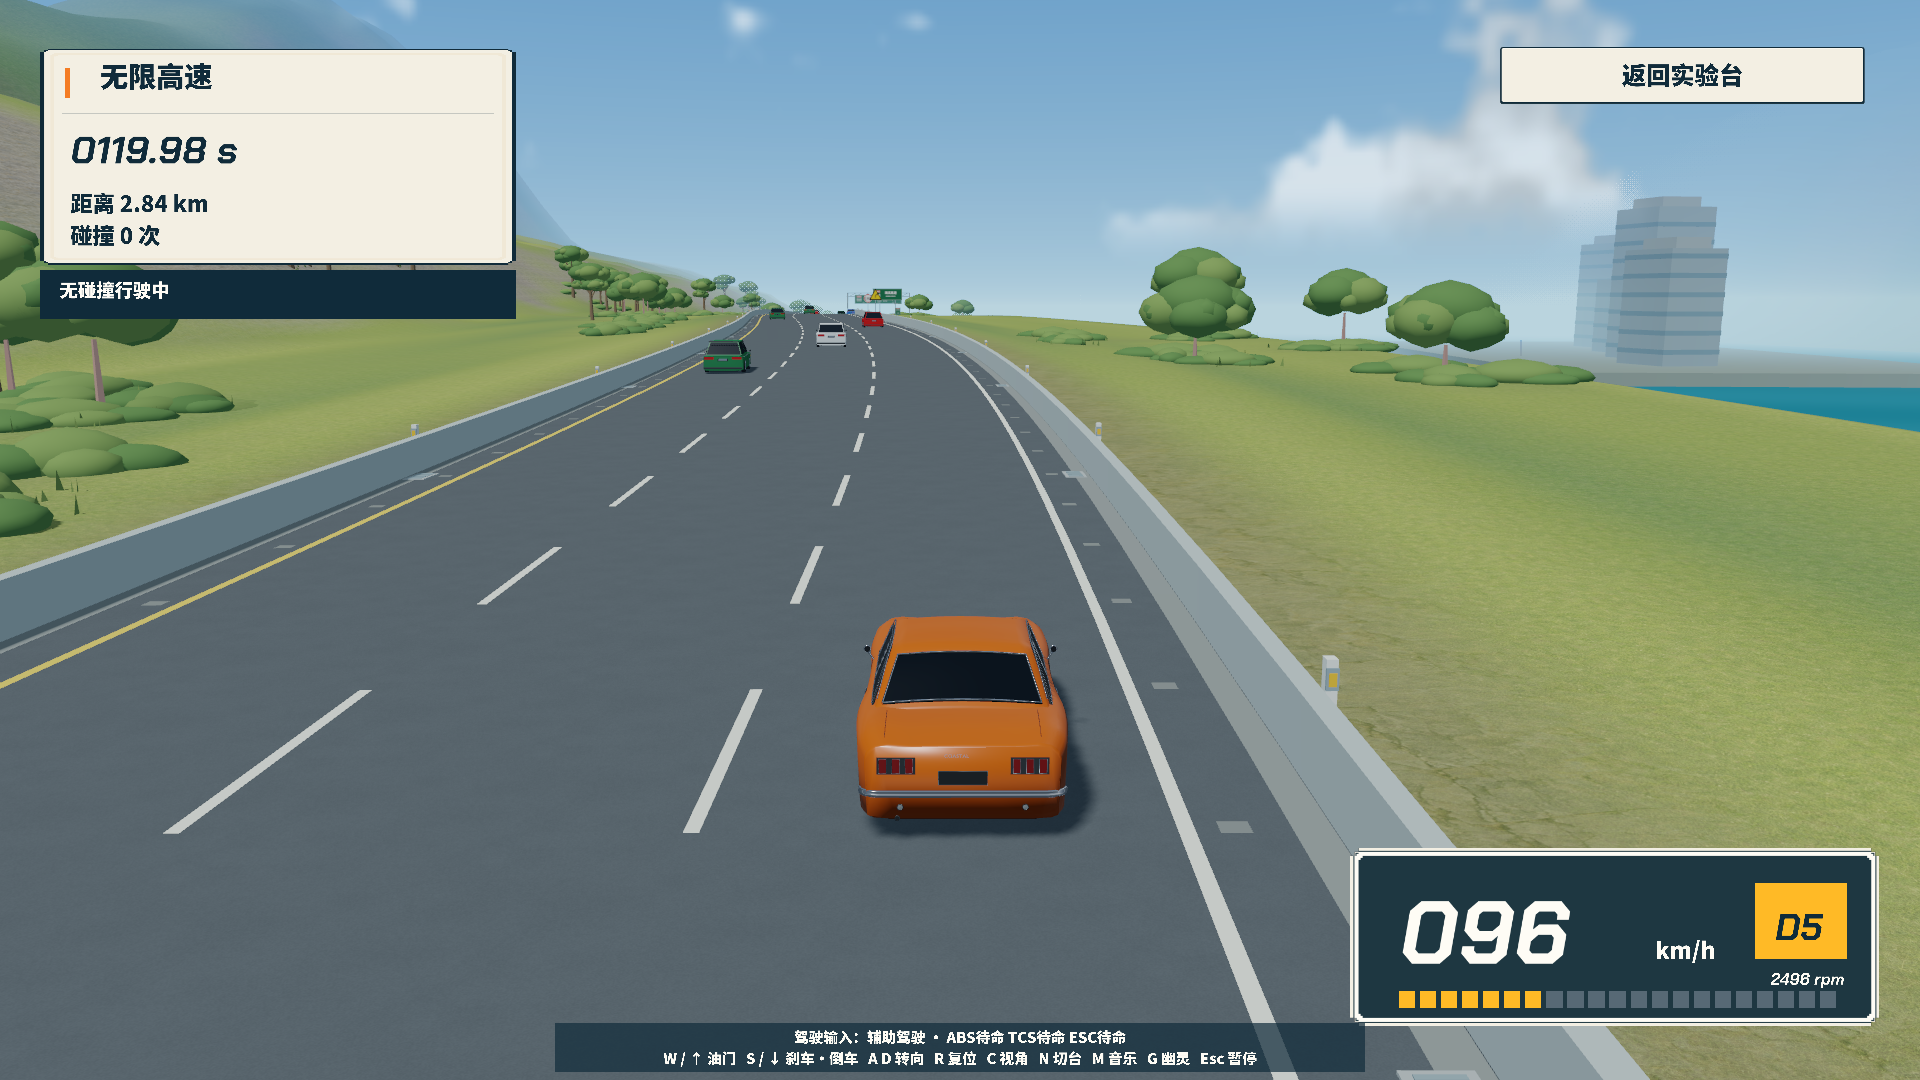 无限高速
0119.98 s
距离 2.84 km
碰撞 0 次
无碰撞行驶中
返回实验台
096 km/h
D5
2496 rpm
驾驶输入：辅助驾驶 · ABS待命 TCS待命 ESC待命
W / ↑ 油门 S / ↓ 刹车·倒车 A D 转向 R 复位 C 视角 N 切台 M 音乐 G 幽灵 Esc 暂停